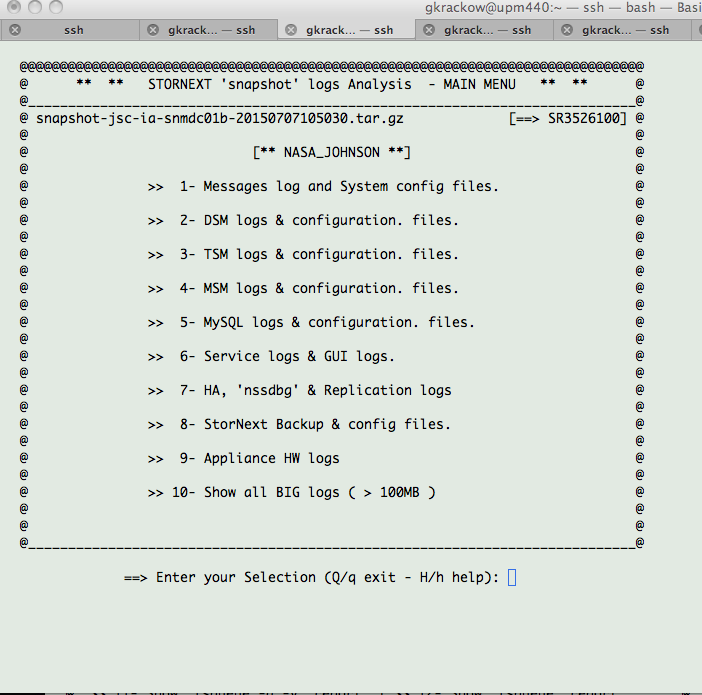 gkrackow@upm440:~ — ssh — bash — Basi
ssh
gkrack... — ssh
gkrack... — ssh
gkrack... — ssh
gkrack... — ssh
@@@@@@@@@@@@@@@@@@@@@@@@@@@@@@@@@@@@@@@@@@@@@@@@@@@@@@@@@@@@@@@@@@@@@@@@@@@@@@
@ ** ** STORNEXT 'snapshot' logs Analysis - MAIN MENU ** ** @
@____________________________________________________________________________@
@ snapshot-jsc-ia-snmdc01b-20150707105030.tar.gz [==> SR3526100] @
@ @
@ [** NASA_JOHNSON **] @
@ @
@ >> 1- Messages log and System config files. @
@ @
@ >> 2- DSM logs & configuration. files. @
@ @
@ >> 3- TSM logs & configuration. files. @
@ @
@ >> 4- MSM logs & configuration. files. @
@ @
@ >> 5- MySQL logs & configuration. files. @
@ @
@ >> 6- Service logs & GUI logs. @
@ @
@ >> 7- HA, 'nssdbg' & Replication logs @
@ @
@ >> 8- StorNext Backup & config files. @
@ @
@ >> 9- Appliance HW logs @
@ @
@ >> 10- Show all BIG logs ( > 100MB ) @
@ @
@ @
@____________________________________________________________________________@
==> Enter your Selection (Q/q exit - H/h help):